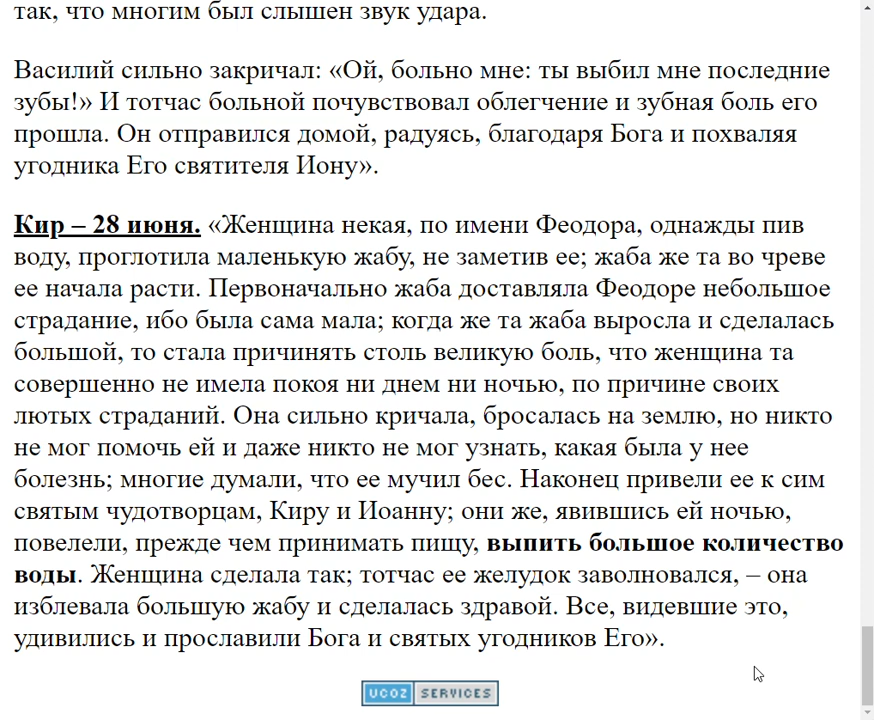 так, что многим был слышен звук удара.
Василий сильно закричал: «Ой, больно мне: ты выбил мне последние
зубы!» И тотчас больной почувствовал облегчение и зубная боль его
прошла. Он отправился домой, радуясь, благодаря Бога и похваляя
угодника Его святителя Иону».
Кир – 28 июня. «Женщина некая, по имени Феодора, однажды пив
воду, проглотила маленькую жабу, не заметив ее; жаба же та во чреве
ее начала расти. Первоначально жаба доставляла Феодоре небольшое
страдание, ибо была сама мала; когда же та жаба выросла и сделалась
большой, то стала причинять столь великую боль, что женщина та
совершенно не имела покоя ни днем ни ночью, по причине своих
лютых страданий. Она сильно кричала, бросалась на землю, но никто
не мог помочь ей и даже никто не мог узнать, какая была у нее
болезнь; многие думали, что ее мучил бес. Наконец привели ее к сим
святым чудотворцам, Киру и Иоанну; они же, явившись ей ночью,
повелели, прежде чем принимать пищу, выпить большое количество
воды. Женщина сделала так; тотчас ее желудок заволновался, – она
изблевала большую жабу и сделалась здравой. Все, видевшие это,
удивились и прославили Бога и святых угодников Его».
UCOZ SERVICES